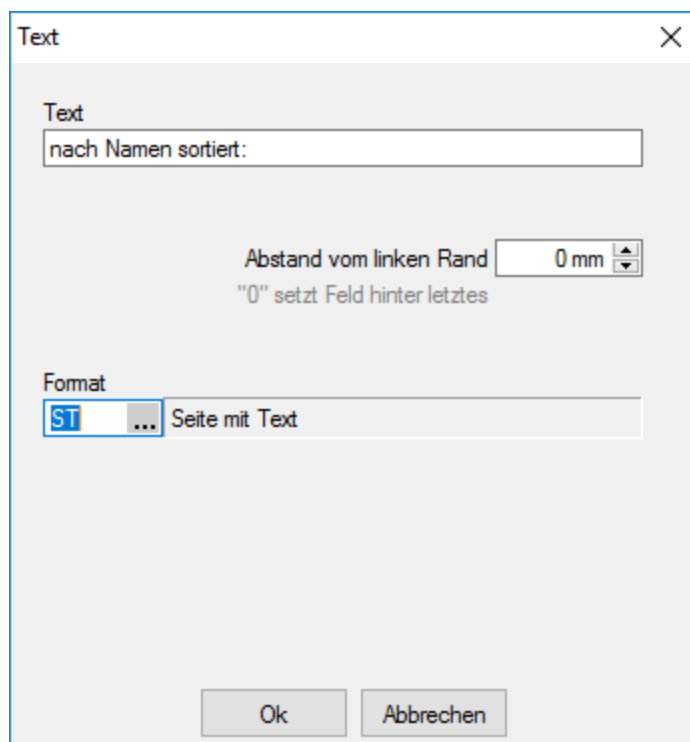 Text
Text
nach Namen sortiert:
Abstand vom linken Rand 0 mm
"0" setzt Feld hinter letztes
Format
ST ... Seite mit Text
Ok Abbrechen